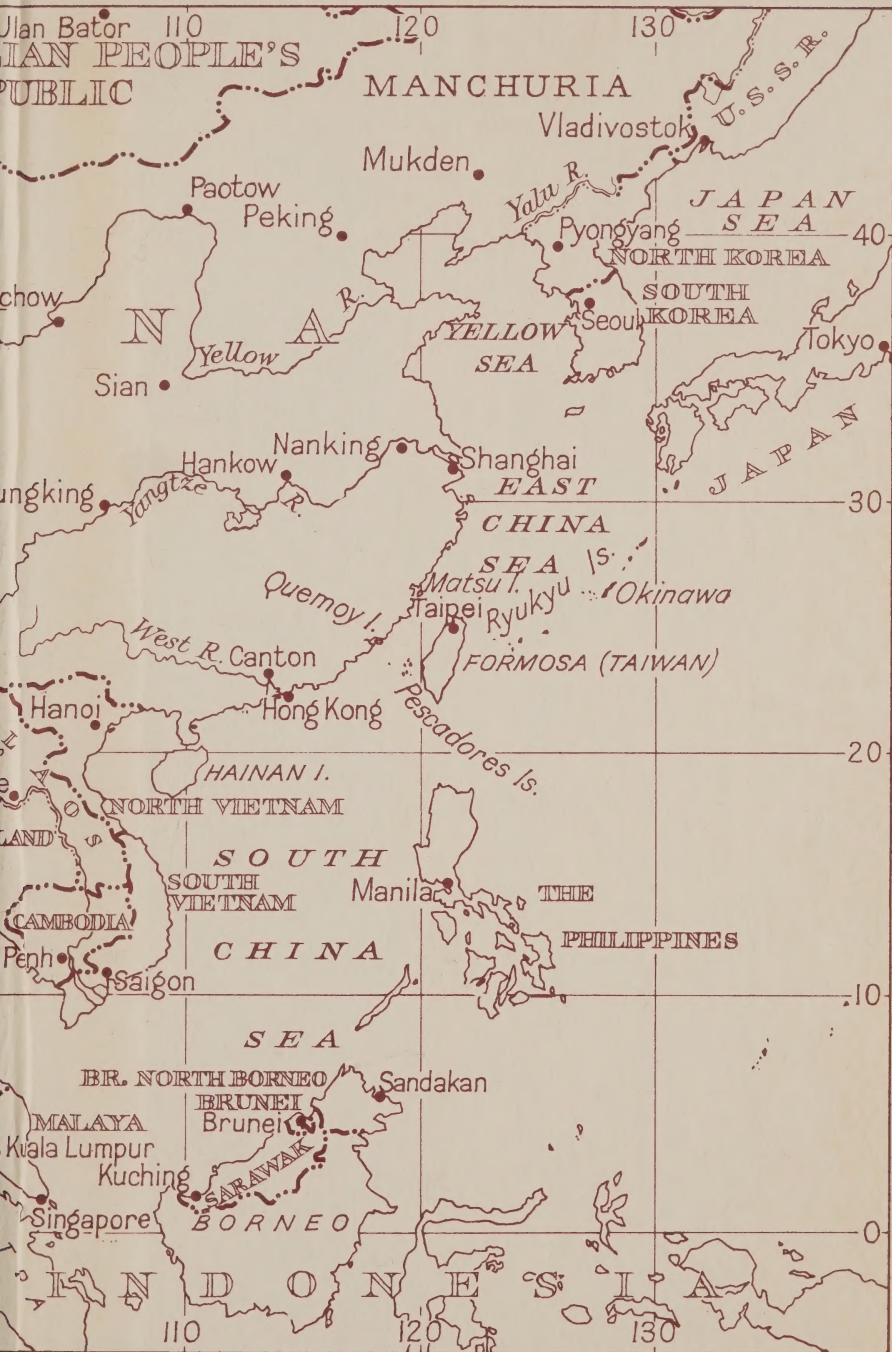 Ulan Bator
110
120
130
IAN PEOPLE'S
PUBLIC
MANCHURIA
U.S.S.R.
Vladivostok
Mukden
Paotow
Peking
Yalu R.
JAPAN
SEA
Pyongyang
40
NORTH KOREA
chow
N A
R.
SOUTH
KOREA
Seoul
YELLOW
SEA
Tokyo
Yellow
Sian
JAPAN
Nanking
Hankow
Shanghai
ungking
Yangtze
R.
EAST
30
CHINA
SEA
Quemoy I.
Matsu I.
Taipei
Ryukyu Is.
Okinawa
West R.
Canton
FORMOSA (TAIWAN)
Hanoi
Hong Kong
Pescadores Is.
20
HAINAN I.
AOS
NORTH VIETNAM
LAND
SOUTH
SOUTH
VIETNAM
Manila
THE
CAMBODIA
CHINA
PHILIPPINES
Penh
Saigon
10
SEA
BR. NORTH BORNEO
Sandakan
BRUNEI
Brunei
MALAYA
Kuala Lumpur
Kuching
SARAWAK
Singapore
BORNEO
0
INDONESIA
110
120
130